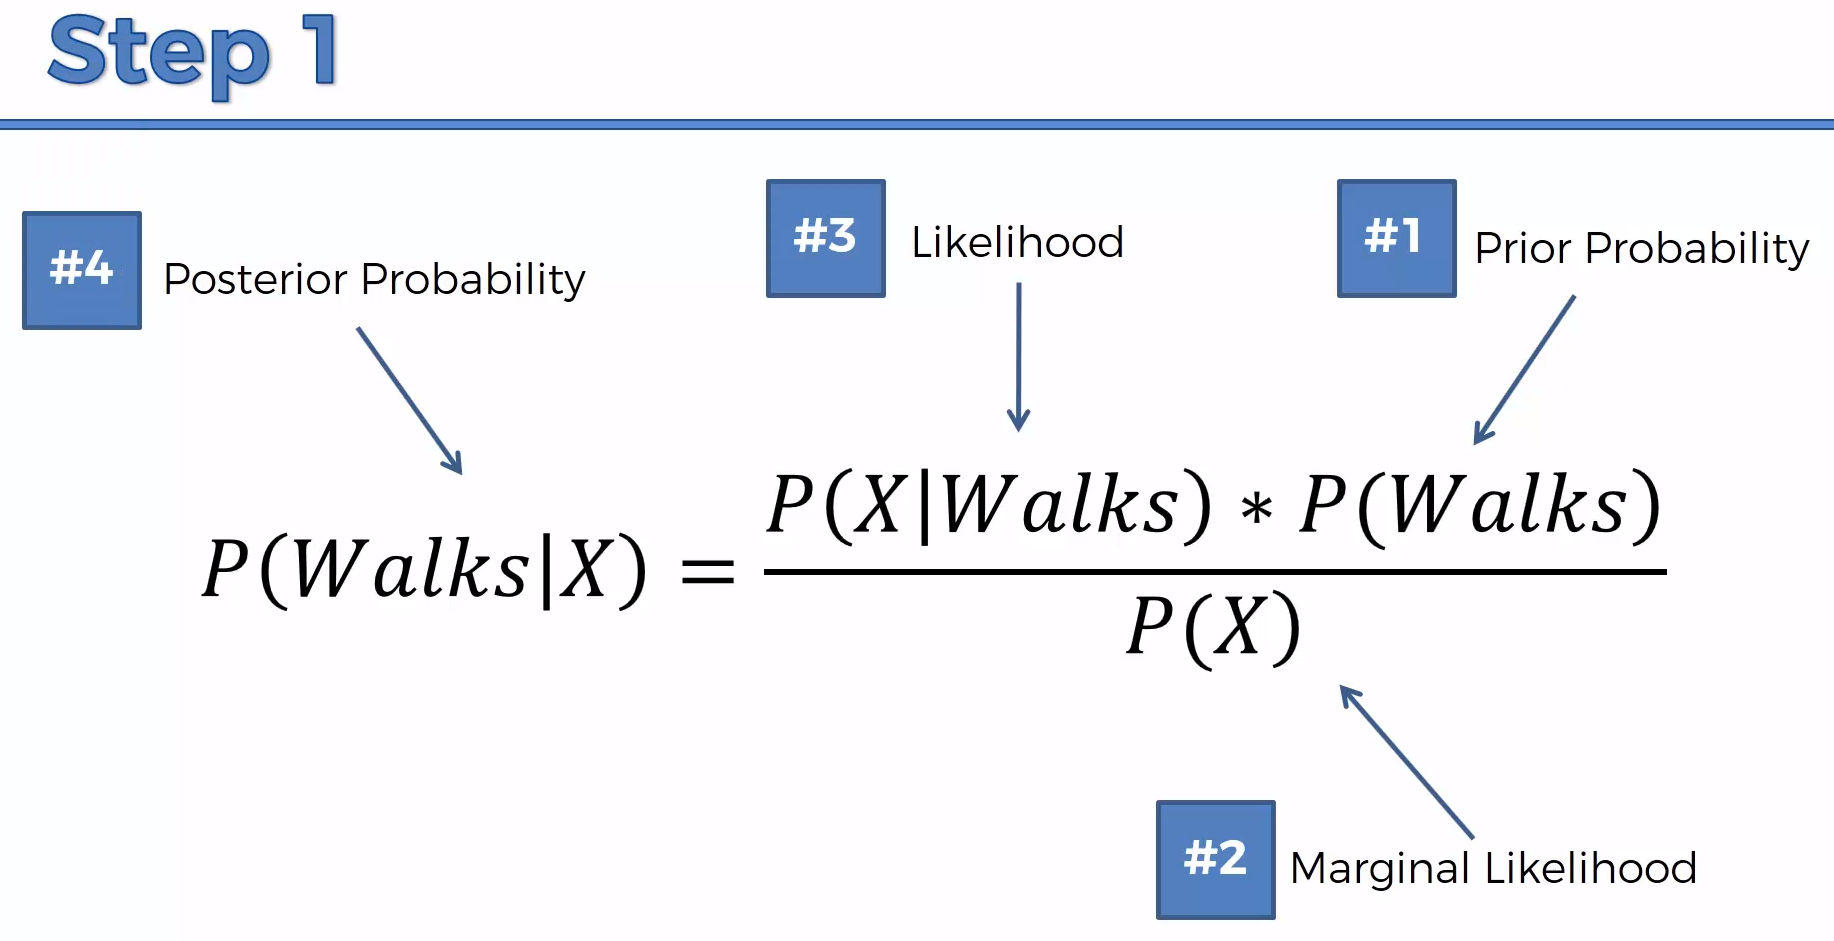 Step 1
#4 Posterior Probability
#3 Likelihood
#1 Prior Probability
P(Walks|X) = P(X|Walks) * P(Walks)
P(X)
#2 Marginal Likelihood